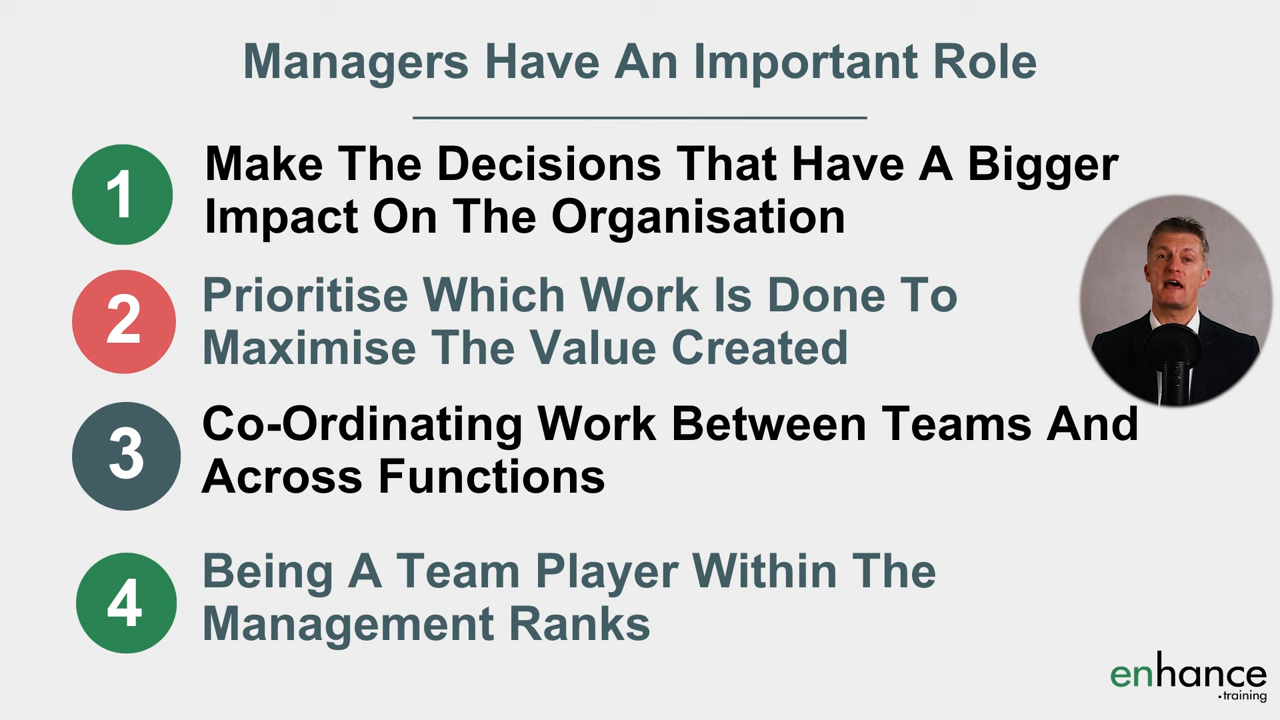 Managers Have An Important Role
1
Make The Decisions That Have A Bigger
Impact On The Organisation
2
Prioritise Which Work Is Done To
Maximise The Value Created
3
Co-Ordinating Work Between Teams And
Across Functions
4
Being A Team Player Within The
Management Ranks
enhance
.training